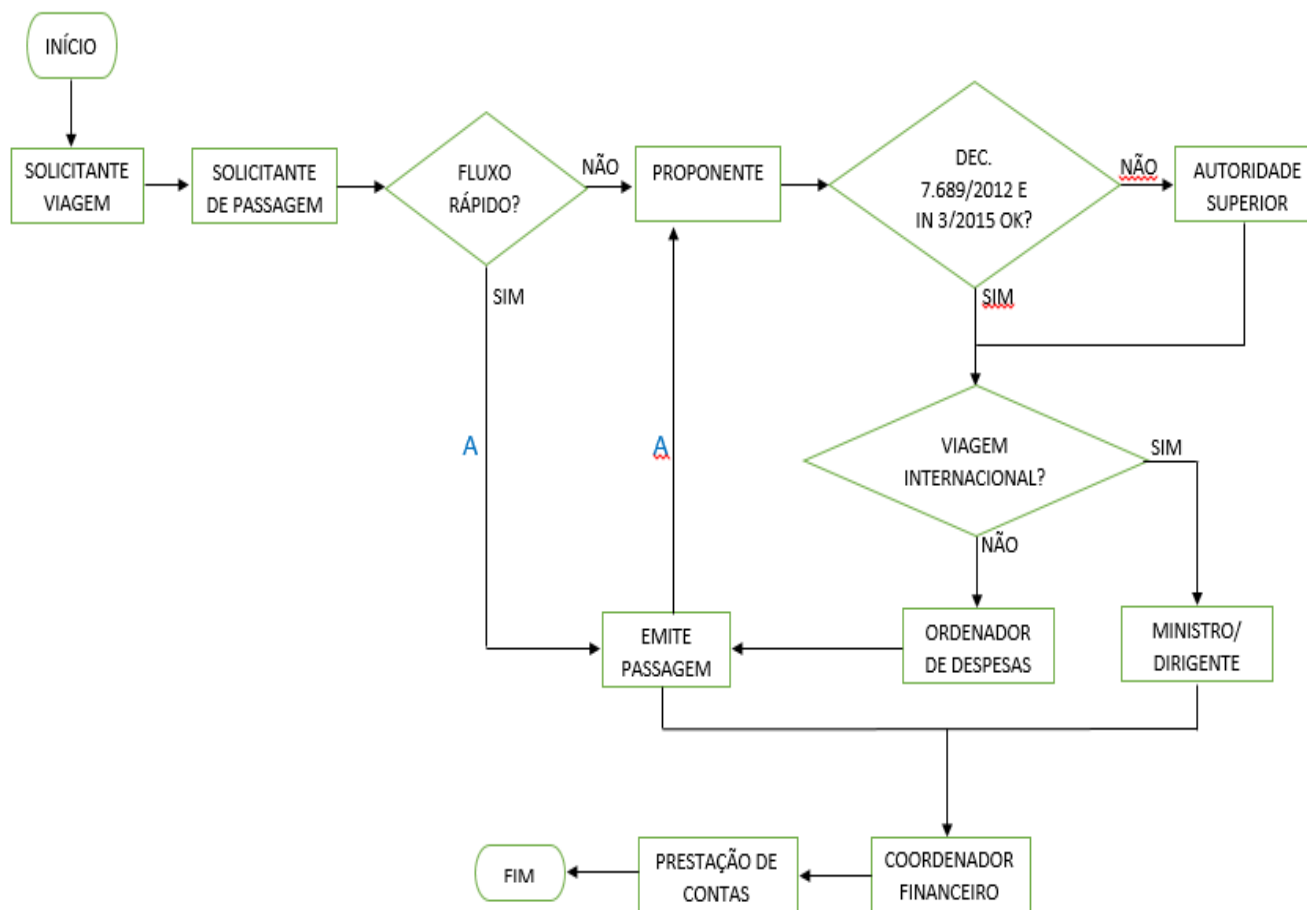 INÍCIO
SOLICITANTE
VIAGEM
SOLICITANTE
DE PASSAGEM
FLUXO
RÁPIDO?
NÃO
SIM
PROPONENTE
DEC.
7.689/2012 E
IN 3/2015 OK?
NÃO
SIM
AUTORIDADE
SUPERIOR
A
A
VIAGEM
INTERNACIONAL?
SIM
NÃO
EMITE
PASSAGEM
ORDENADOR
DE DESPESAS
MINISTRO/
DIRIGENTE
FIM
PRESTAÇÃO DE
CONTAS
COORDENADOR
FINANCEIRO